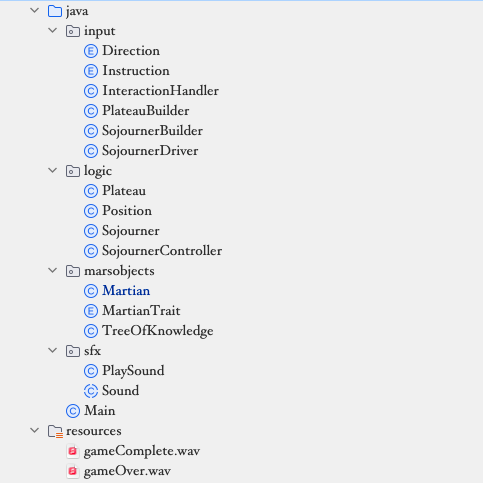 java
input
Direction
Instruction
InteractionHandler
PlateauBuilder
SojournerBuilder
SojournerDriver
logic
Plateau
Position
Sojourner
SojournerController
marsobjects
Martian
MartianTrait
TreeOfKnowledge
sfx
PlaySound
Sound
Main
resources
gameComplete.wav
gameOver.wav